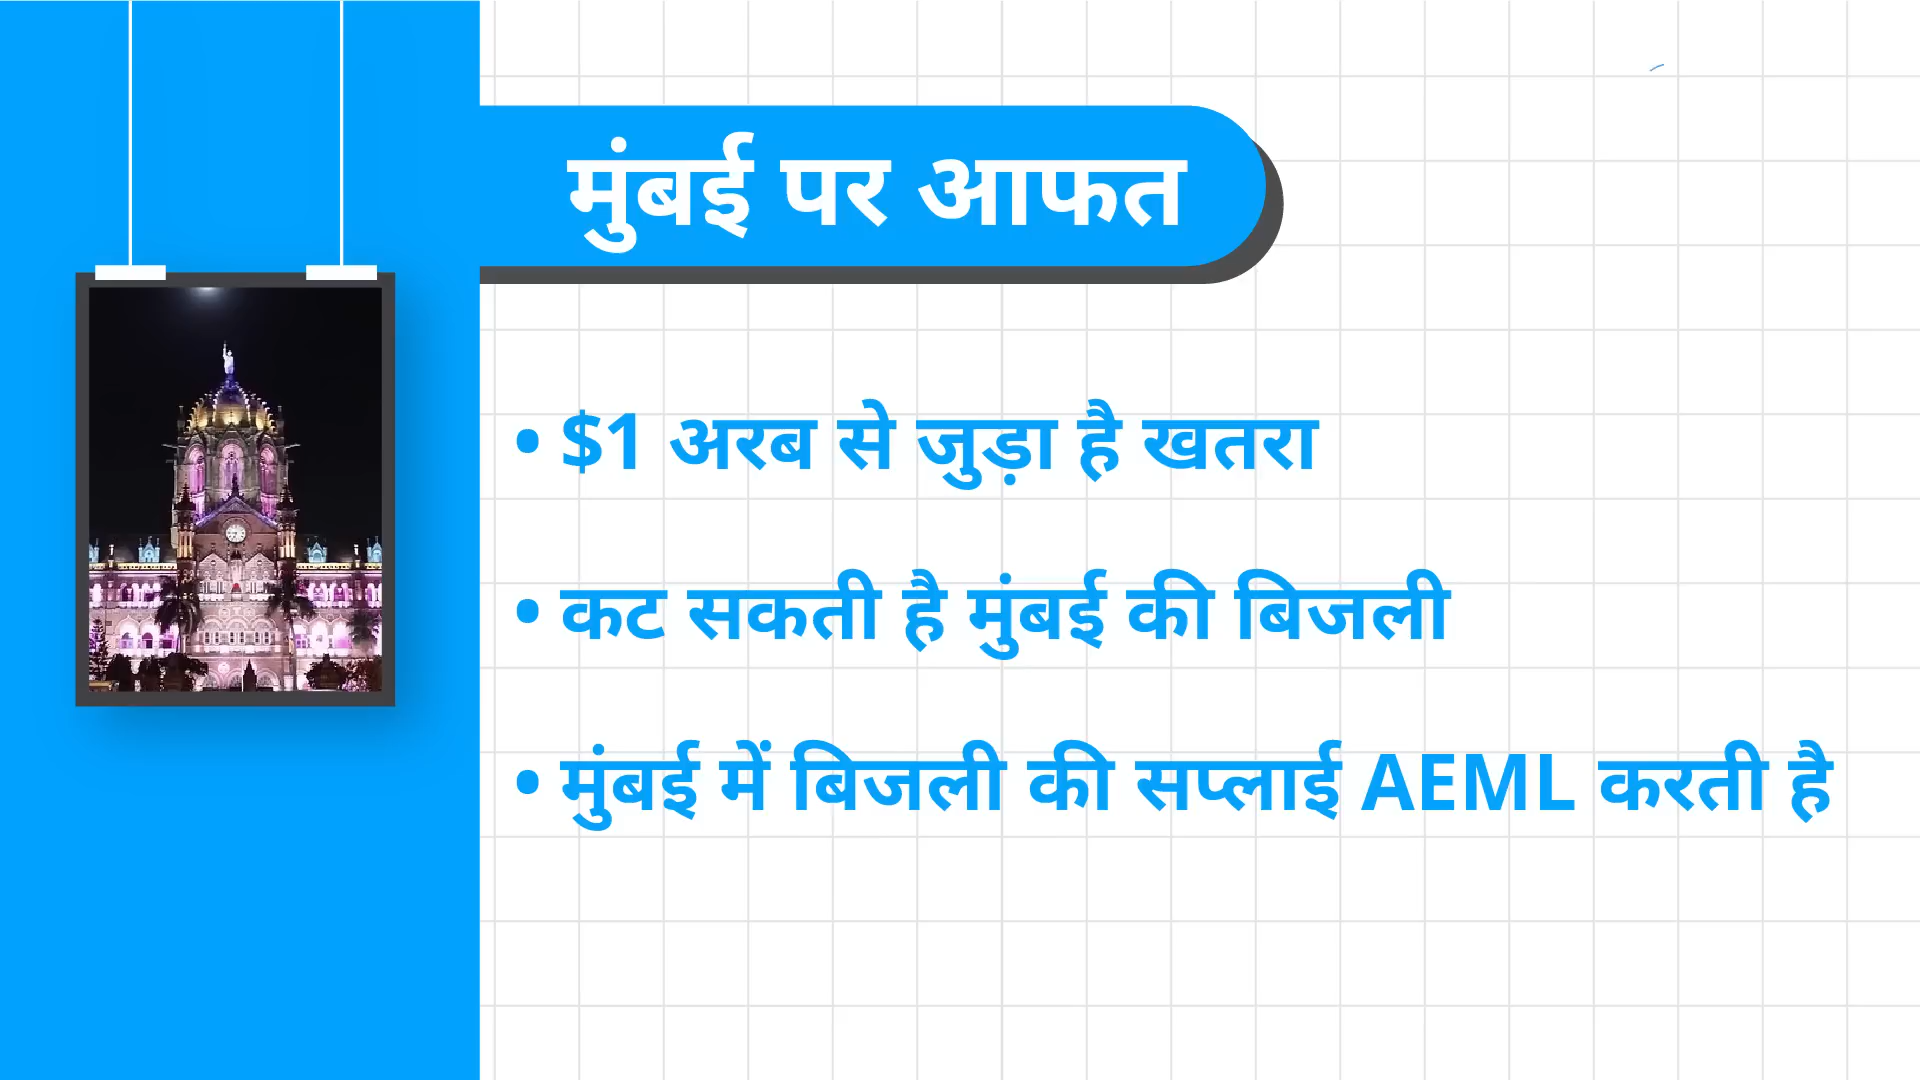 मुंबई पर आफत
• $1 अरब से जुड़ा है खतरा
• कट सकती है मुंबई की बिजली
• मुंबई में बिजली की सप्लाई AEML करती है